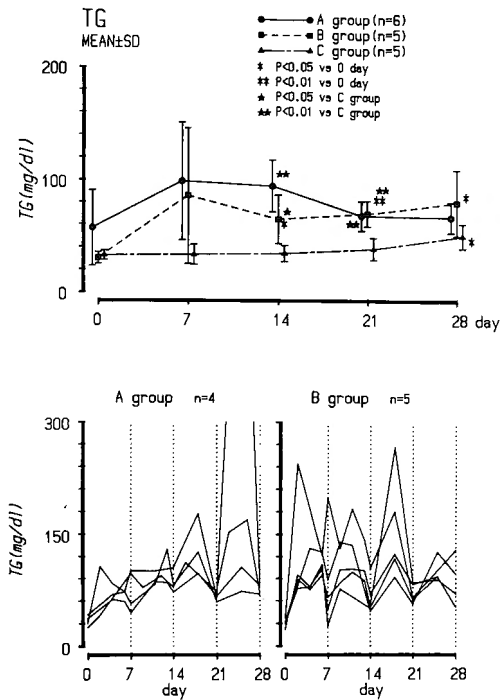 TG
MEAN±SD
A group(n=6)
B group(n=5)
C group(n=5)
* P<0.05 vs 0 day
** P<0.01 vs 0 day
★ P<0.05 vs C group
★★ P<0.01 vs C group
TG(mg/dl)
200
100
0
★★
★
*
★★
★★
**
*
*
0 7 14 21 28 day
A group n=4
B group n=5
TG(mg/dl)
300
150
0
300
150
0
0 7 14 21 28
day
0 7 14 21 28
day